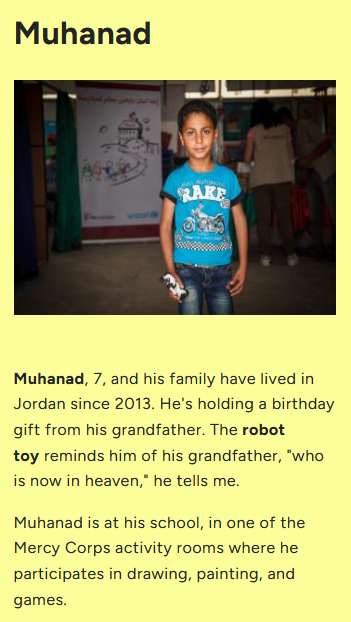 Muhanad
RAKE
unicef
Muhanad, 7, and his family have lived in
Jordan since 2013. He's holding a birthday
gift from his grandfather. The robot
toy reminds him of his grandfather, "who
is now in heaven," he tells me.
Muhanad is at his school, in one of the
Mercy Corps activity rooms where he
participates in drawing, painting, and
games.